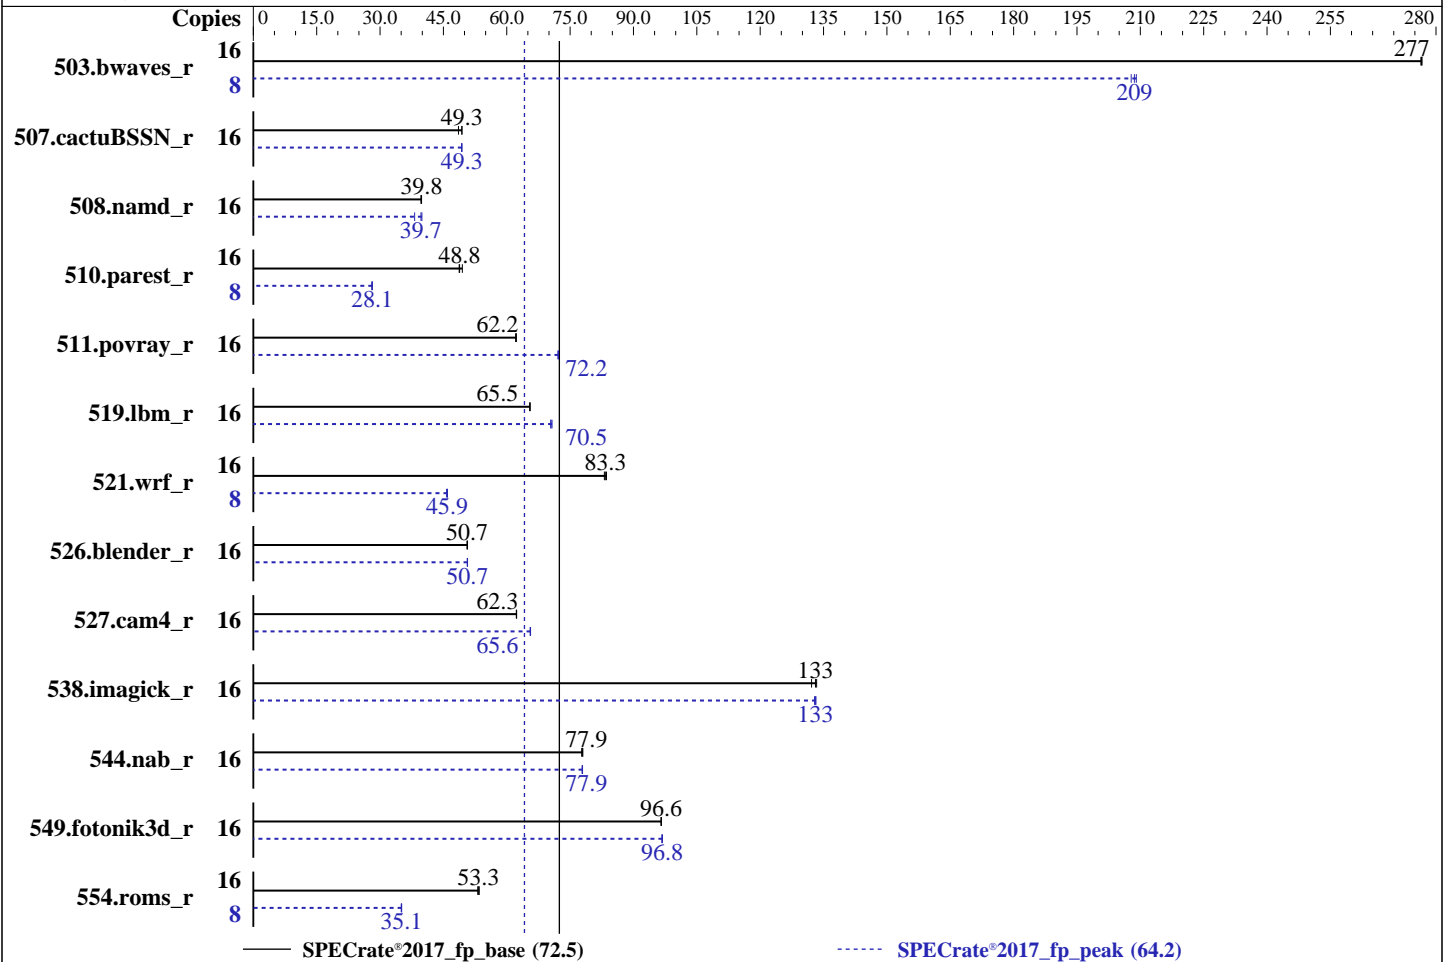 Copies 0 15.0 30.0 45.0 60.0 75.0 90.0 105 120 135 150 165 180 195 210 225 240 255 280
503.bwaves_r 16 277
8 209
507.cactuBSSN_r 16 49.3
49.3
508.namd_r 16 39.8
39.7
510.parest_r 16 48.8
8 28.1
511.povray_r 16 62.2
72.2
519.lbm_r 16 65.5
70.5
521.wrf_r 16 83.3
8 45.9
526.blender_r 16 50.7
50.7
527.cam4_r 16 62.3
65.6
538.imagick_r 16 133
133
544.nab_r 16 77.9
77.9
549.fotonik3d_r 16 96.6
96.8
554.roms_r 16 53.3
8 35.1
SPECrate®2017_fp_base (72.5) SPECrate®2017_fp_peak (64.2)